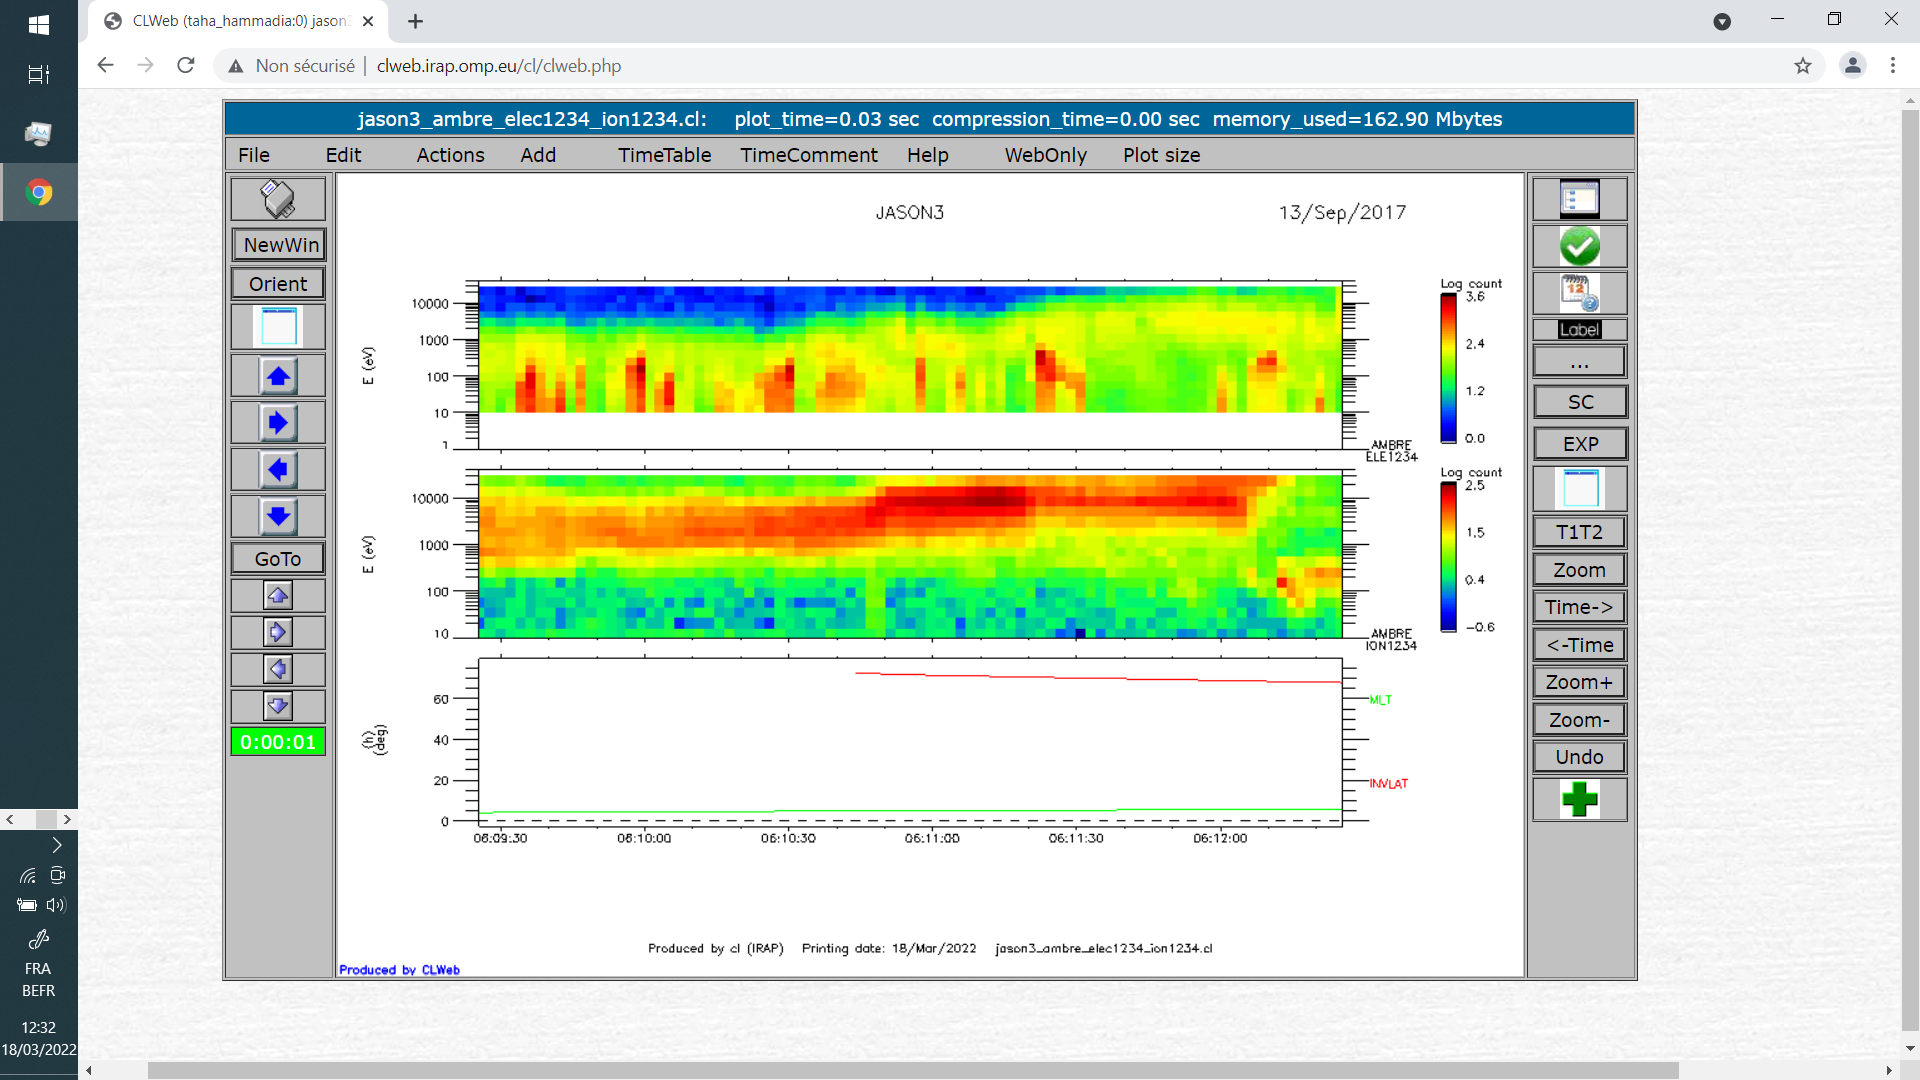 CLWeb (taha_hammadia:0) jason3
Non sécurisé | clweb.irap.omp.eu/cl/clweb.php
jason3_ambre_elec1234_ion1234.cl: plot_time=0.03 sec compression_time=0.00 sec memory_used=162.90 Mbytes
File Edit Actions Add TimeTable TimeComment Help WebOnly Plot size
NewWin
Orient
GoTo
0:00:01
JASON3 13/Sep/2017
Log count
3.6
2.4
1.2
0.0
10000
1000
100
10
1
E (eV)
AMBRE
ELE1234
Log count
2.5
1.5
0.4
-0.6
10000
1000
100
10
E (eV)
AMBRE
ION1234
60
40
20
0
(h)
(deg)
MLT
INVLAT
06:09:30 06:10:00 06:10:30 06:11:00 06:11:30 06:12:00
Produced by cl (IRAP) Printing date: 18/Mar/2022 jason3_ambre_elec1234_ion1234.cl
Produced by CLWeb
12
Label
...
SC
EXP
T1T2
Zoom
Time->
<-Time
Zoom+
Zoom-
Undo
FRA
BEFR
12:32
18/03/2022